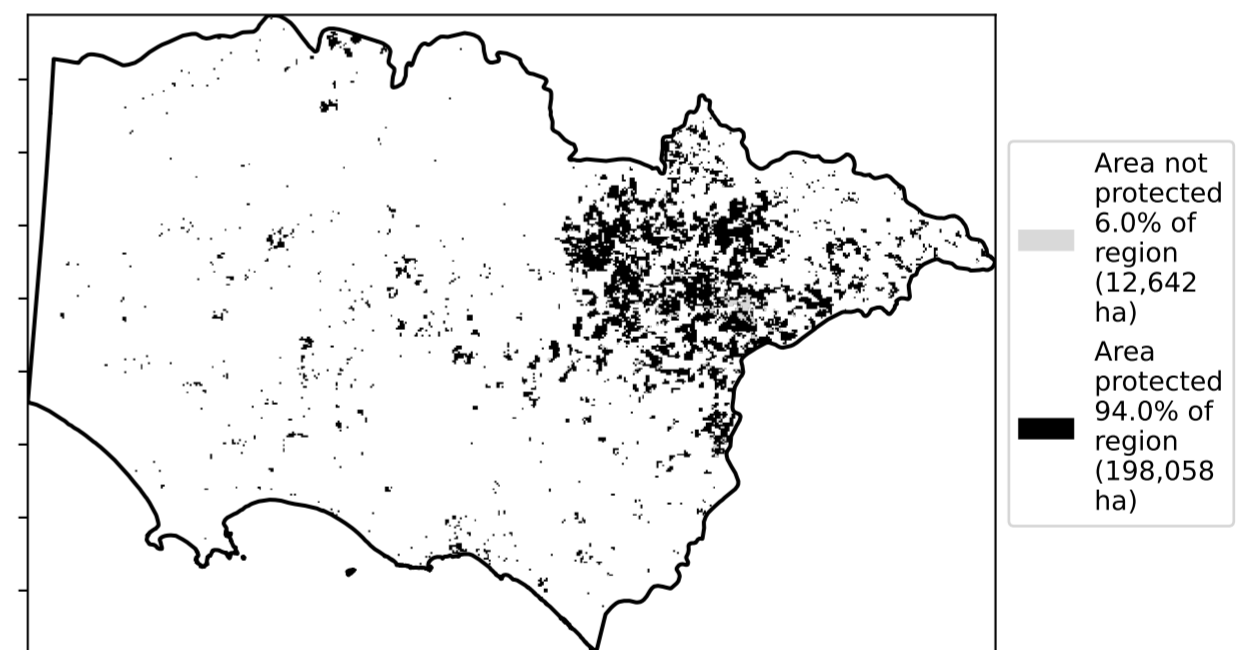 Area not
protected
6.0% of
region
(12,642
ha)
Area
protected
94.0% of
region
(198,058
ha)